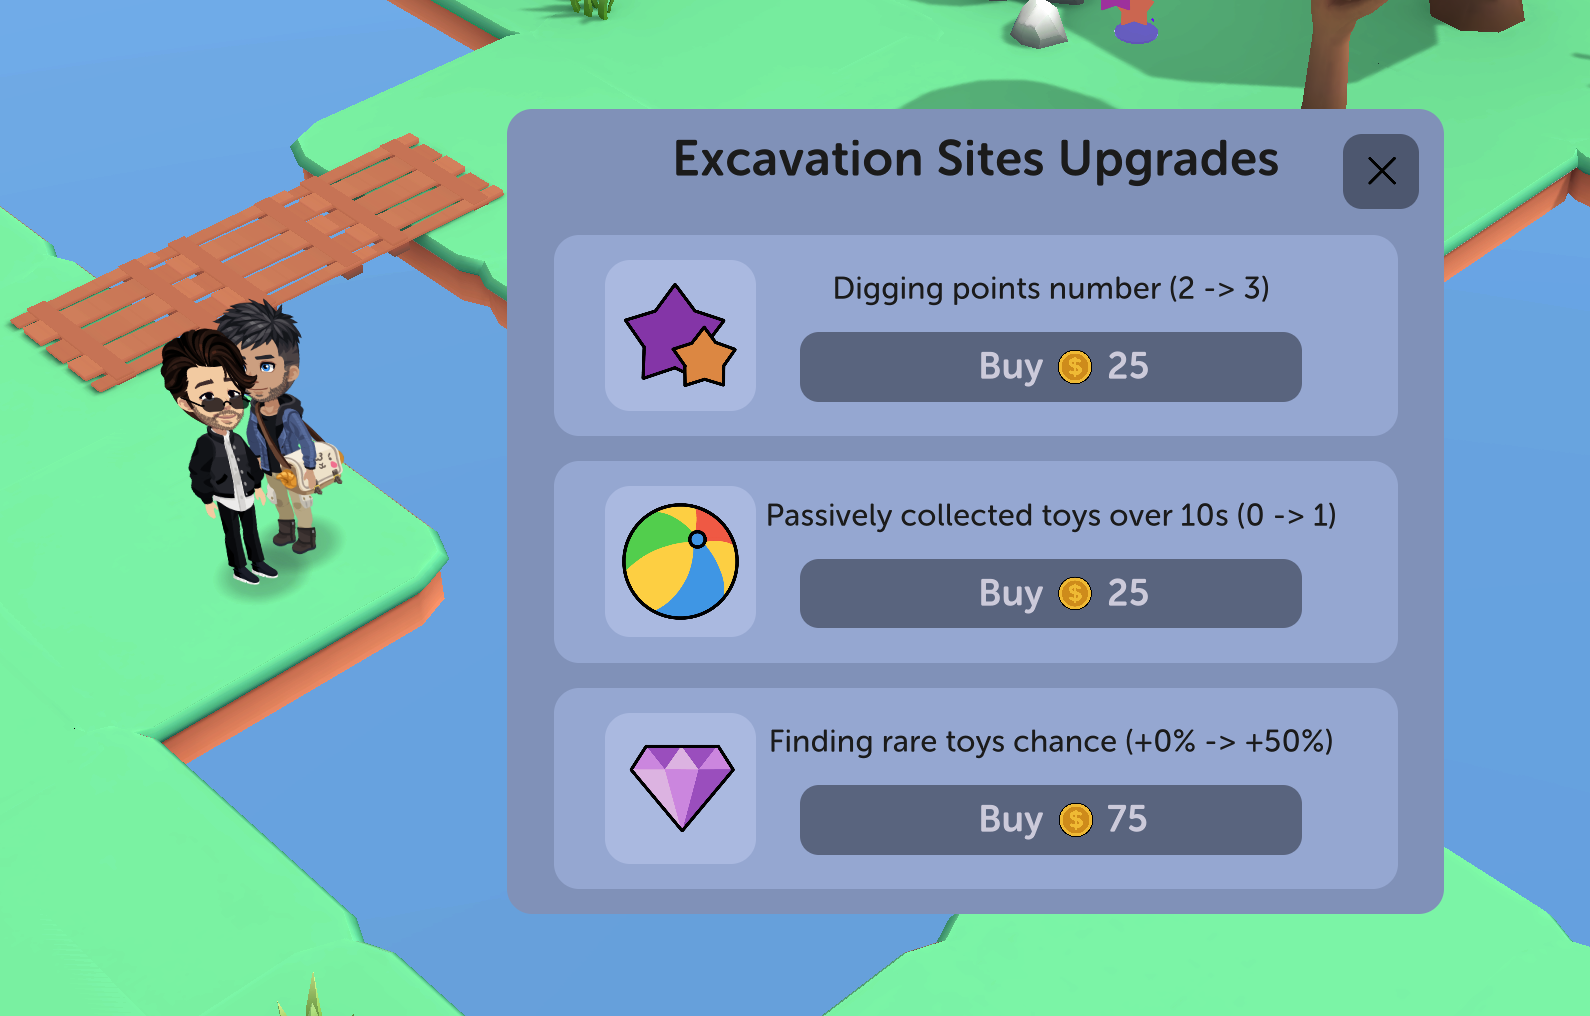 Excavation Sites Upgrades
Digging points number (2 -> 3)
Buy $ 25
Passively collected toys over 10s (0 -> 1)
Buy $ 25
Finding rare toys chance (+0% -> +50%)
Buy $ 75